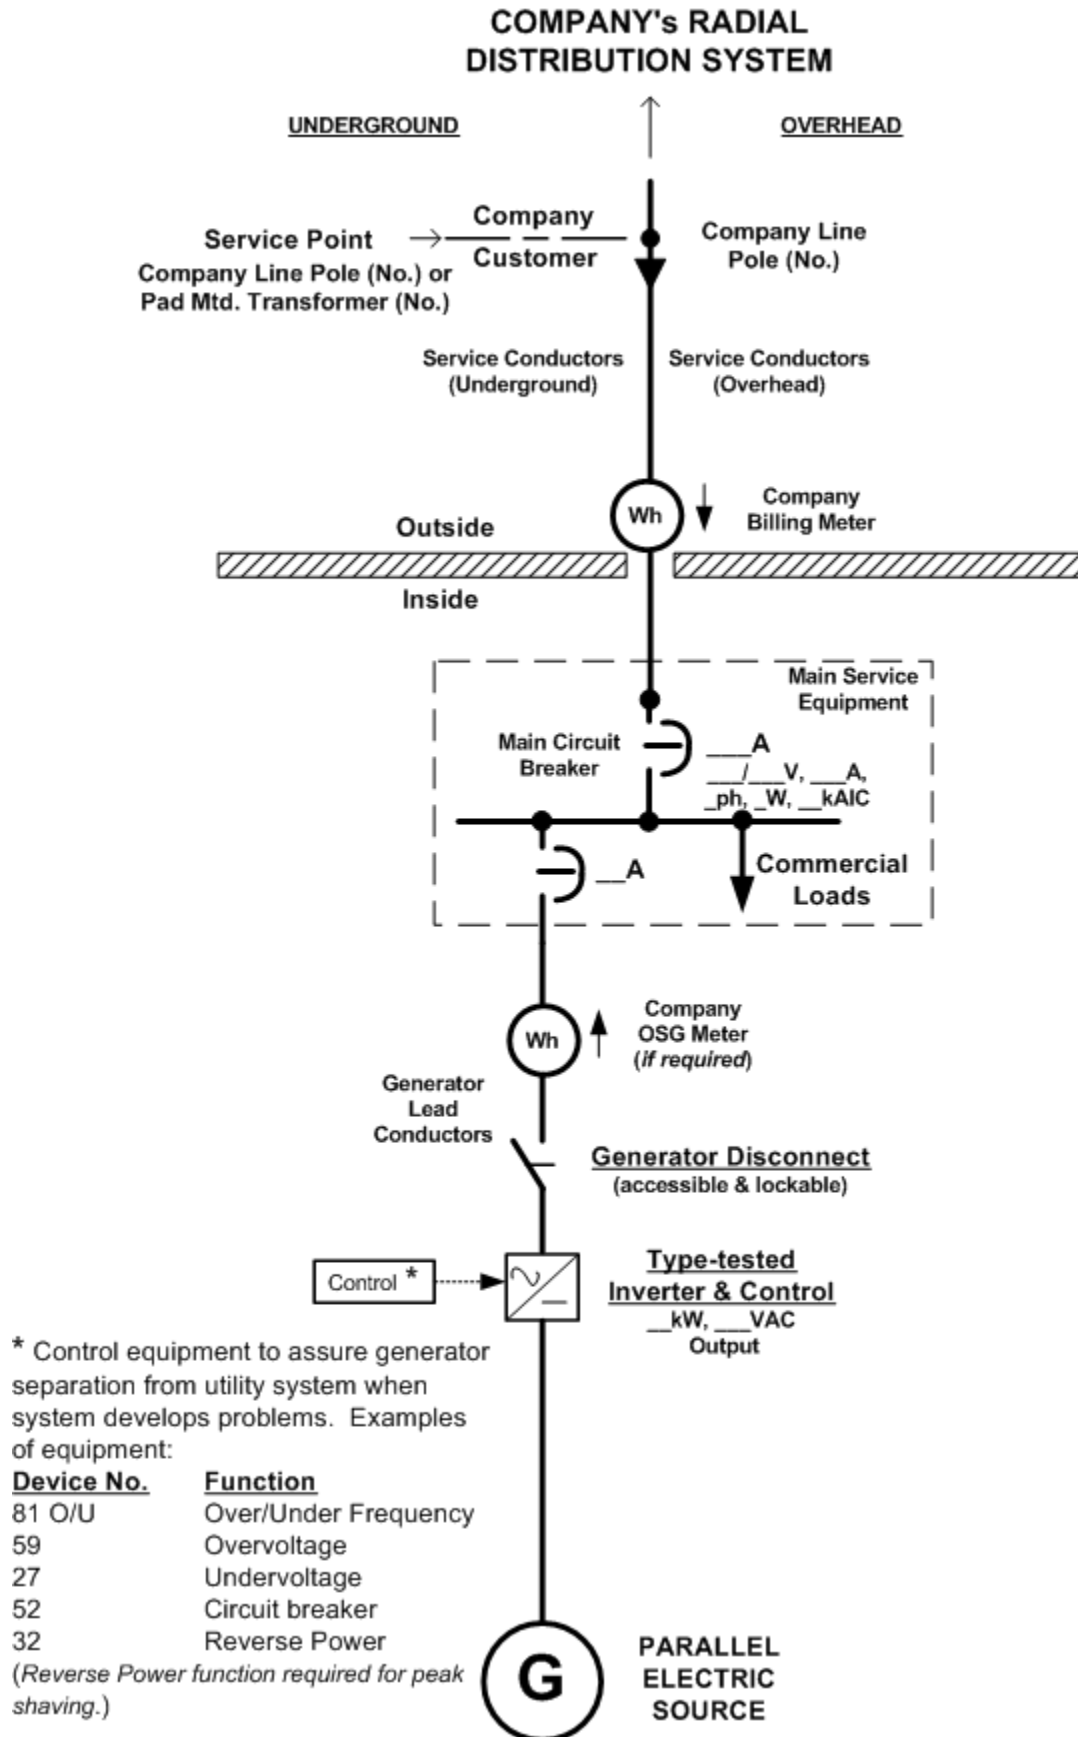 COMPANY's RADIAL
DISTRIBUTION SYSTEM
UNDERGROUND
OVERHEAD
Company
Service Point
Customer
Company Line Pole (No.) or
Pad Mtd. Transformer (No.)
Company Line
Pole (No.)
Service Conductors
(Underground)
Service Conductors
(Overhead)
Wh
Company
Billing Meter
Outside
Inside
Main Service
Equipment
Main Circuit
Breaker
___A
___/___V, ___A,
_ph, _W, __kAIC
__A
Commercial
Loads
Wh
Company
OSG Meter
(if required)
Generator
Lead
Conductors
Generator Disconnect
(accessible & lockable)
Control *
Type-tested
Inverter & Control
__kW, ___VAC
Output
* Control equipment to assure generator
separation from utility system when
system develops problems. Examples
of equipment:
Device No. Function
81 O/U Over/Under Frequency
59 Overvoltage
27 Undervoltage
52 Circuit breaker
32 Reverse Power
(Reverse Power function required for peak
shaving.)
G
PARALLEL
ELECTRIC
SOURCE